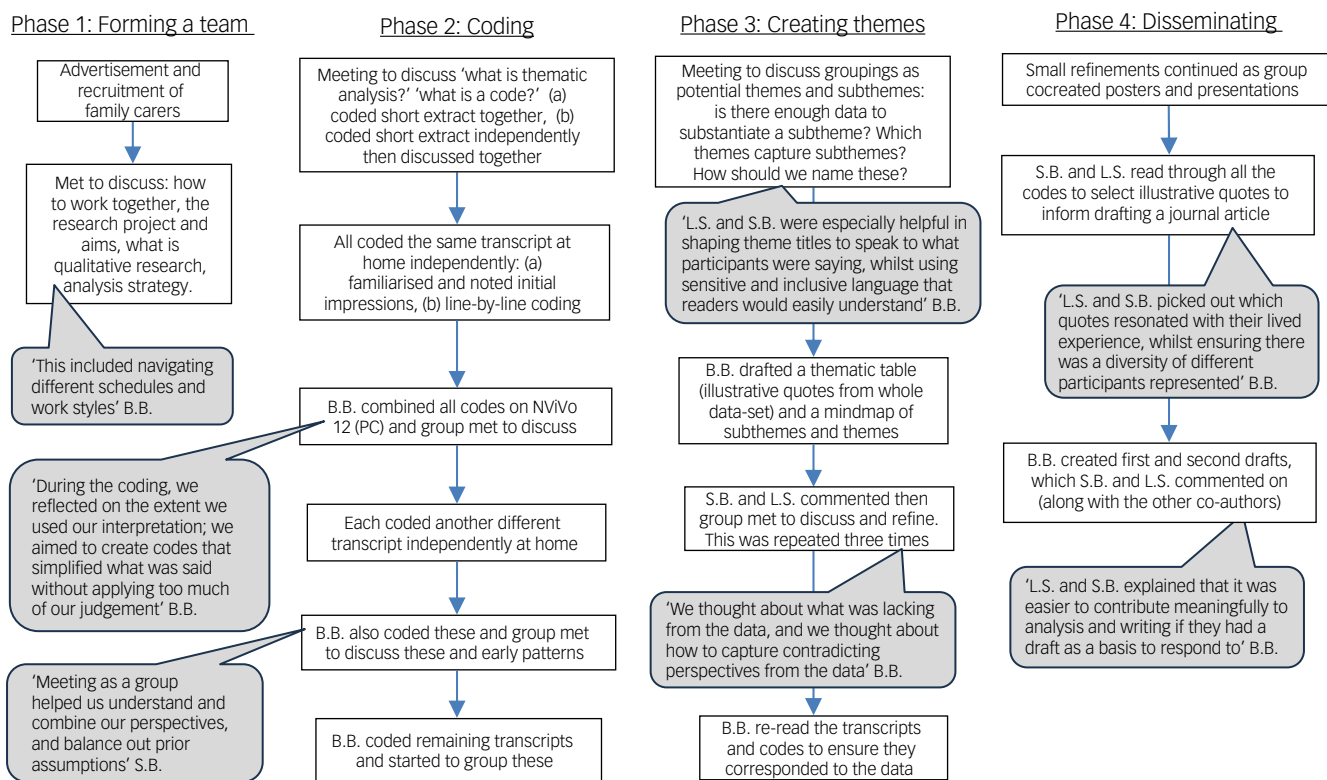 Phase 1: Forming a team
Advertisement and
recruitment of
family carers
Met to discuss: how
to work together, the
research project and
aims, what is
qualitative research,
analysis strategy.
'This included navigating
different schedules and
work styles' B.B.
Phase 2: Coding
Meeting to discuss 'what is thematic
analysis?' 'what is a code?' (a)
coded short extract together, (b)
coded short extract independently
then discussed together
All coded the same transcript at
home independently: (a)
familiarised and noted initial
impressions, (b) line-by-line coding
B.B. combined all codes on NViVo
12 (PC) and group met to discuss
'During the coding, we
reflected on the extent we
used our interpretation; we
aimed to create codes that
simplified what was said
without applying too much
of our judgement' B.B.
Each coded another different
transcript independently at home
B.B. also coded these and group met
to discuss these and early patterns
'Meeting as a group
helped us understand and
combine our perspectives,
and balance out prior
assumptions' S.B.
B.B. coded remaining transcripts
and started to group these
Phase 3: Creating themes
Meeting to discuss groupings as
potential themes and subthemes:
is there enough data to
substantiate a subtheme? Which
themes capture subthemes?
How should we name these?
'L.S. and S.B. were especially helpful in
shaping theme titles to speak to what
participants were saying, whilst using
sensitive and inclusive language that
readers would easily understand' B.B.
B.B. drafted a thematic table
(illustrative quotes from whole
data-set) and a mindmap of
subthemes and themes
S.B. and L.S. commented then
group met to discuss and refine.
This was repeated three times
'We thought about what was lacking
from the data, and we thought about
how to capture contradicting
perspectives from the data' B.B.
B.B. re-read the transcripts
and codes to ensure they
corresponded to the data
Phase 4: Disseminating
Small refinements continued as group
cocreated posters and presentations
S.B. and L.S. read through all the
codes to select illustrative quotes to
inform drafting a journal article
'L.S. and S.B. picked out which
quotes resonated with their lived
experience, whilst ensuring there
was a diversity of different
participants represented' B.B.
B.B. created first and second drafts,
which S.B. and L.S. commented on
(along with the other co-authors)
'L.S. and S.B. explained that it was
easier to contribute meaningfully to
analysis and writing if they had a
draft as a basis to respond to' B.B.